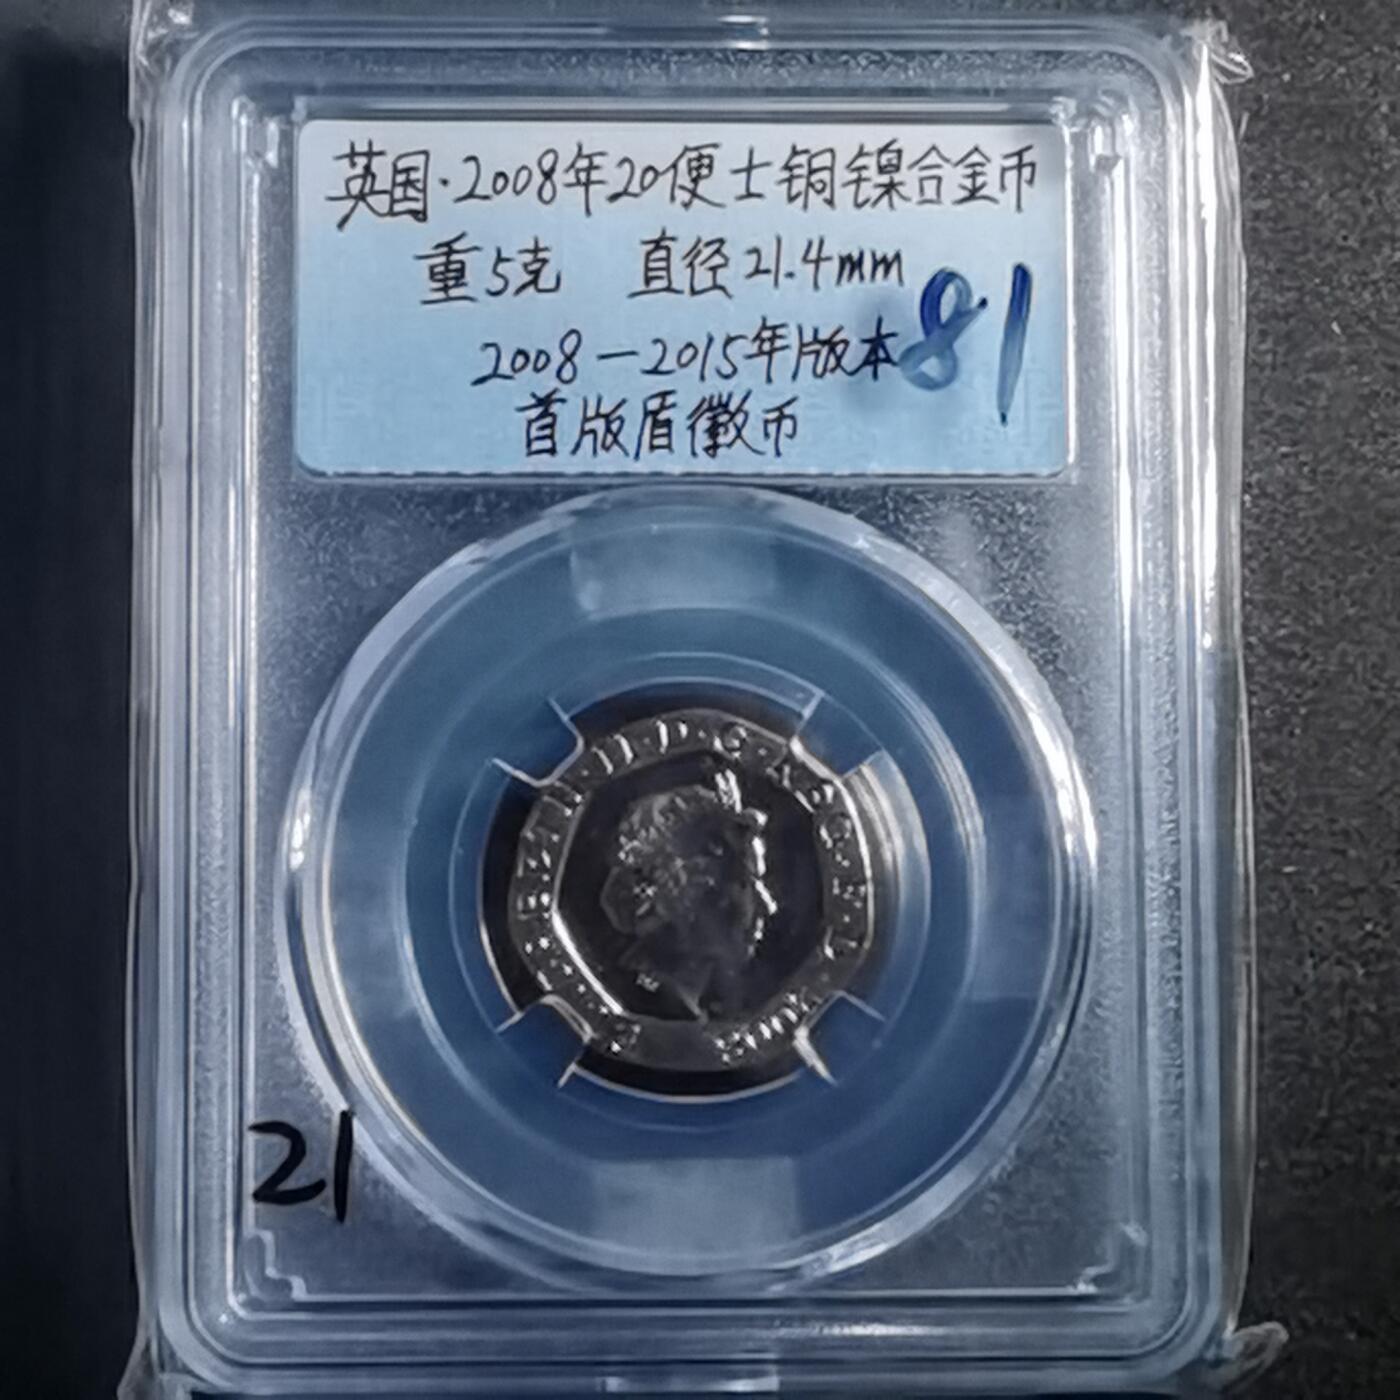 英国·2008年20便士铜镍合金币
重5克 直径21.4mm
2008—2015年版本
81
首版盾徽币
21